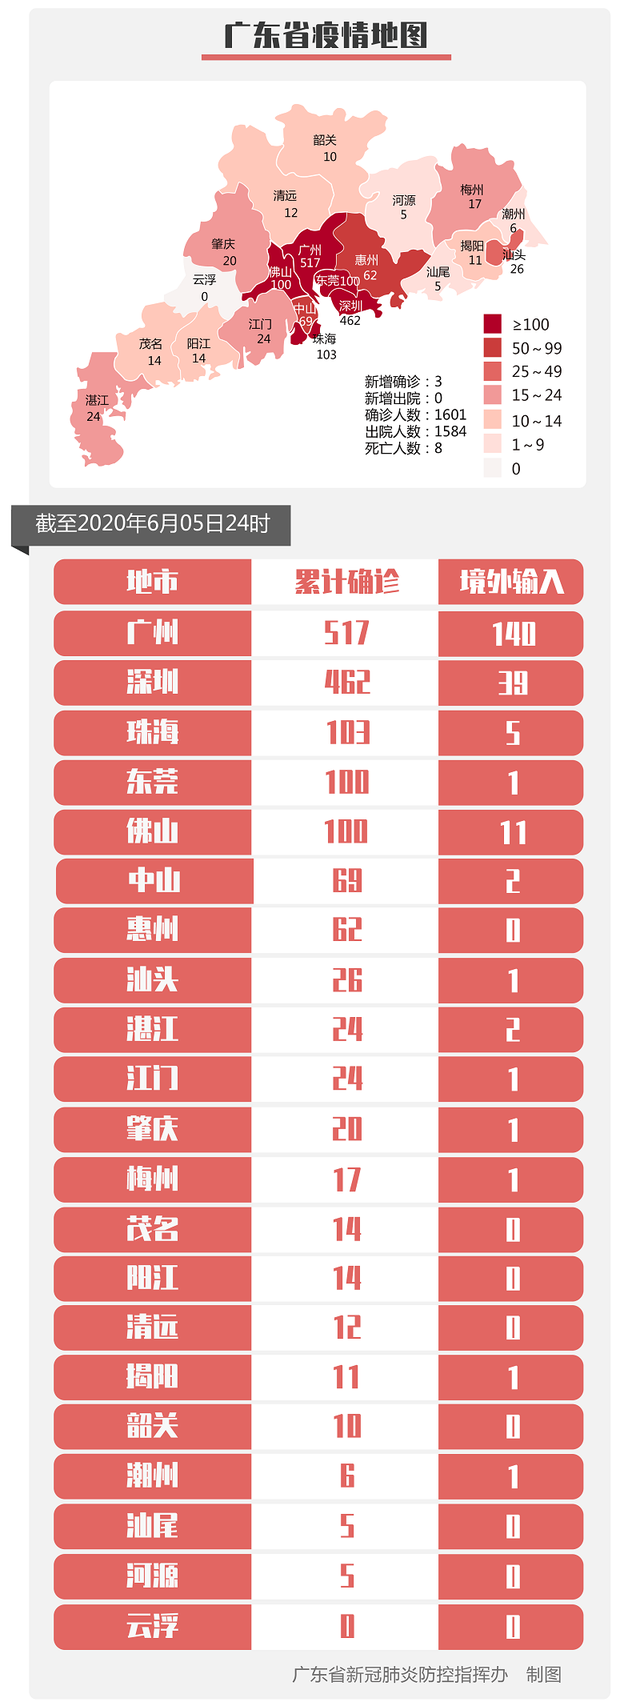 广东省疫情地图
韶关
10
清远
12
河源
5
梅州
17
潮州
6
肇庆
20
广州
517
惠州
62
揭阳
11
汕头
26
云浮
0
佛山
100
东莞100
汕尾
5
深圳
462
中山
69
江门
24
珠海
103
茂名
14
阳江
14
湛江
24
≥100
50～99
25～49
15～24
10～14
1～9
0
新增确诊：3
新增出院：0
确诊人数：1601
出院人数：1584
死亡人数：8
截至2020年6月05日24时
地市 累计确诊 境外输入
广州 517 140
深圳 462 39
珠海 103 5
东莞 100 1
佛山 100 11
中山 69 2
惠州 62 0
汕头 26 1
湛江 24 2
江门 24 1
肇庆 20 1
梅州 17 1
茂名 14 0
阳江 14 0
清远 12 0
揭阳 11 1
韶关 10 0
潮州 6 1
汕尾 5 0
河源 5 0
云浮 0 0
广东省新冠肺炎防控指挥办 制图